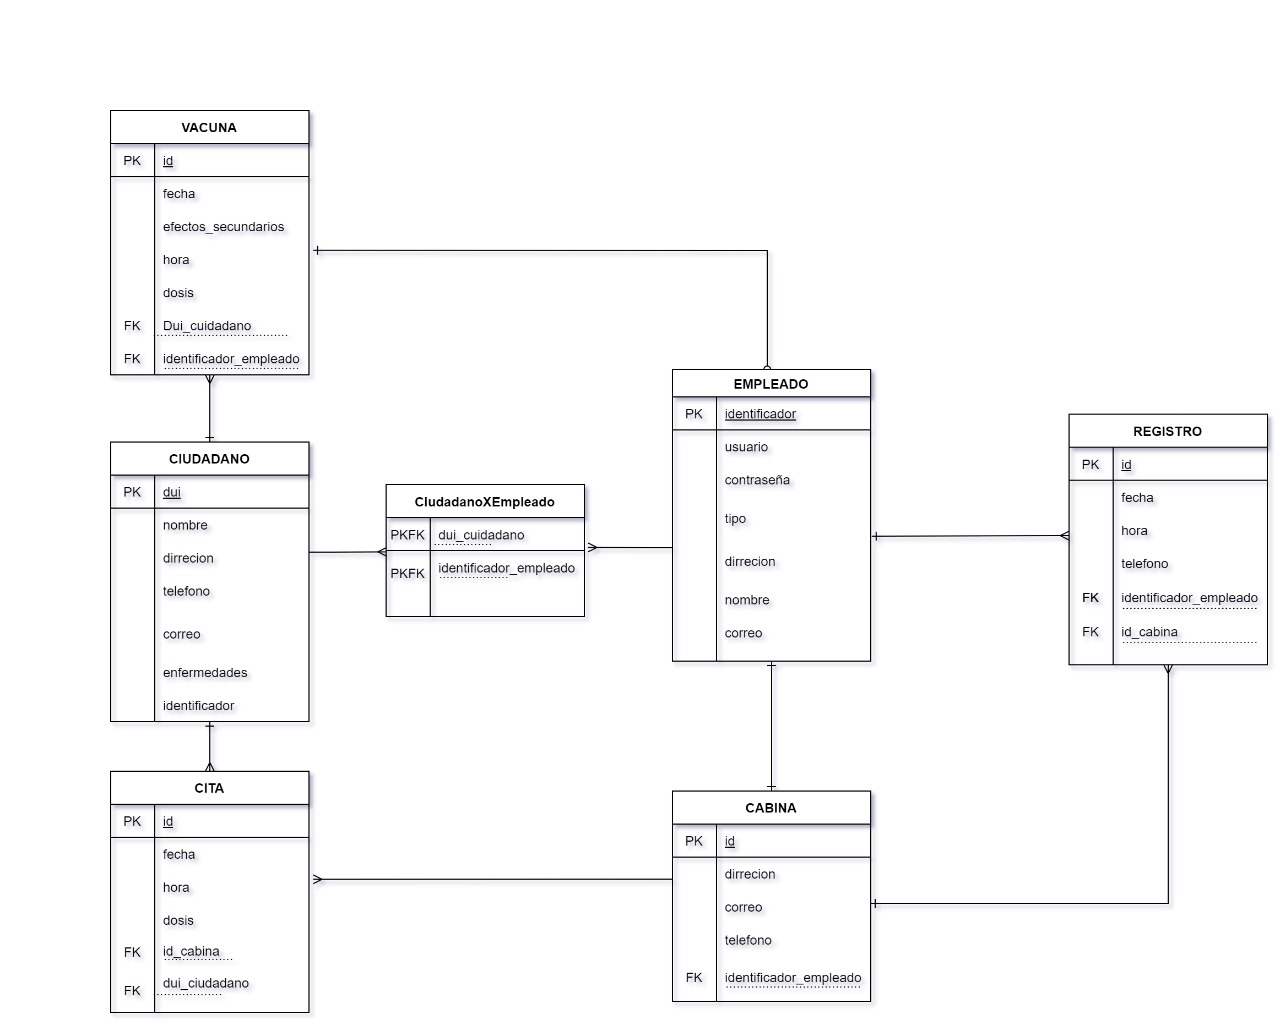 VACUNA
PK id
fecha
efectos_secundarios
hora
dosis
FK Dui_cuidadano
FK identificador_empleado
CIUDADANO
PK dui
nombre
dirrecion
telefono
correo
enfermedades
identificador
CITA
PK id
fecha
hora
dosis
FK id_cabina
FK dui_ciudadano
CIudadanoXEmpleado
PKFK dui_cuidadano
PKFK identificador_empleado
EMPLEADO
PK identificador
usuario
contraseña
tipo
dirrecion
nombre
correo
CABINA
PK id
dirrecion
correo
telefono
FK identificador_empleado
REGISTRO
PK id
fecha
hora
telefono
FK identificador_empleado
FK id_cabina